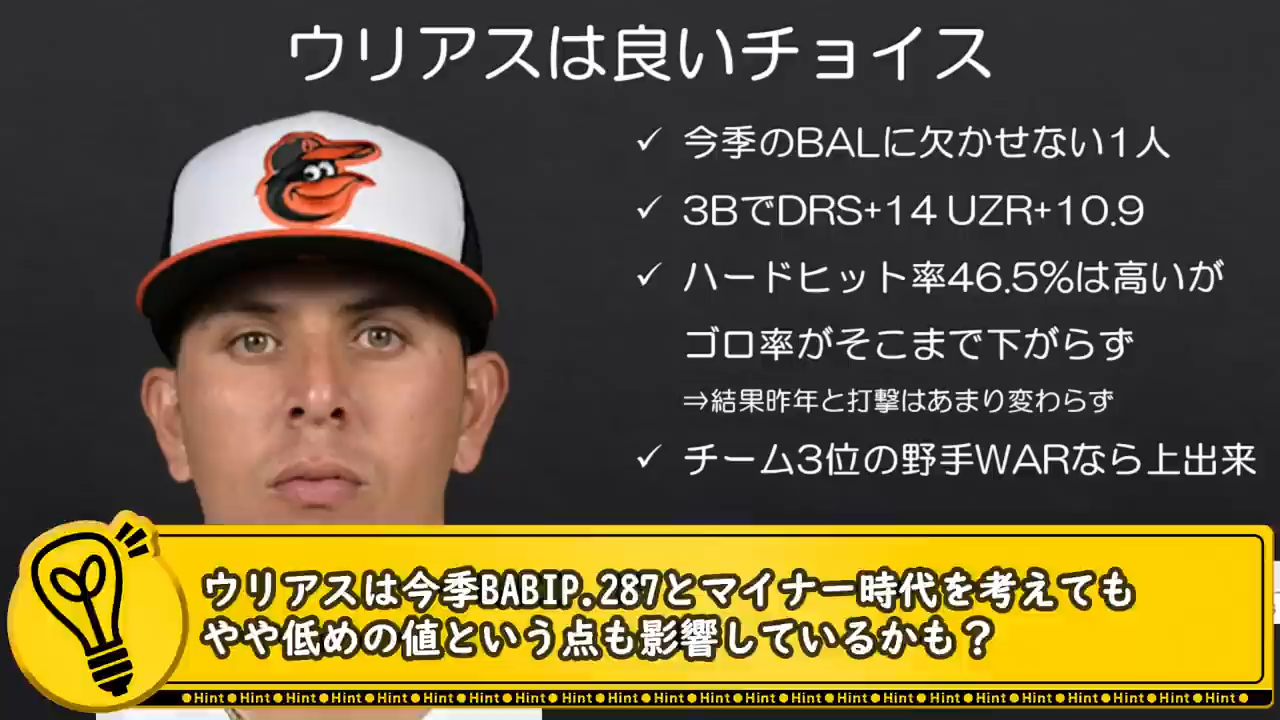 ウリアスは良いチョイス
✓ 今季のBALに欠かせない1人
✓ 3BでDRS+14 UZR+10.9
✓ ハードヒット率46.5%は高いが
ゴロ率がそこまで下がらず
⇒結果昨年と打撃はあまり変わらず
✓ チーム3位の野手WARなら上出来
ウリアスは今季BABIP.287とマイナー時代を考えても
やや低めの値という点も影響しているかも？
●Hint●Hint●Hint●Hint●Hint●Hint●Hint●Hint●Hint●Hint●Hint●Hint●Hint●Hint●Hint●Hint●Hint●Hint●Hint●Hint●Hint●Hint●Hint●